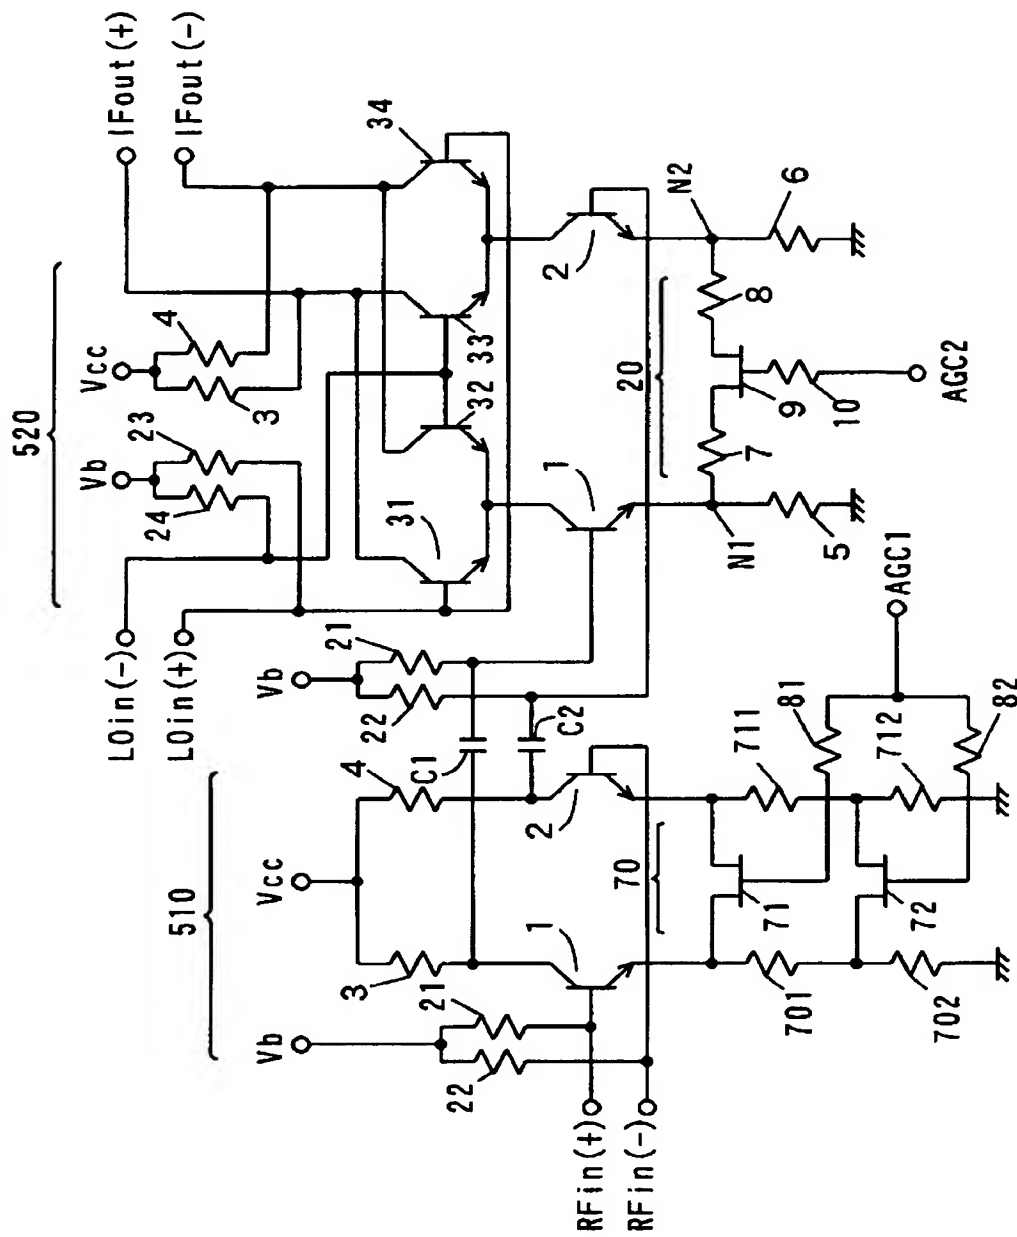 520
510
IFout(+)
IFout(-)
LOin(-)
LOin(+)
Vb
24
23
Vcc
3
4
34
31
32
33
Vb
22
21
C1
C2
Vcc
3
4
Vb
22
21
RFin(+)
RFin(-)
1
2
1
2
70
20
N1
N2
7
8
9
10
5
6
AGC2
AGC1
71
72
701
702
711
712
81
82